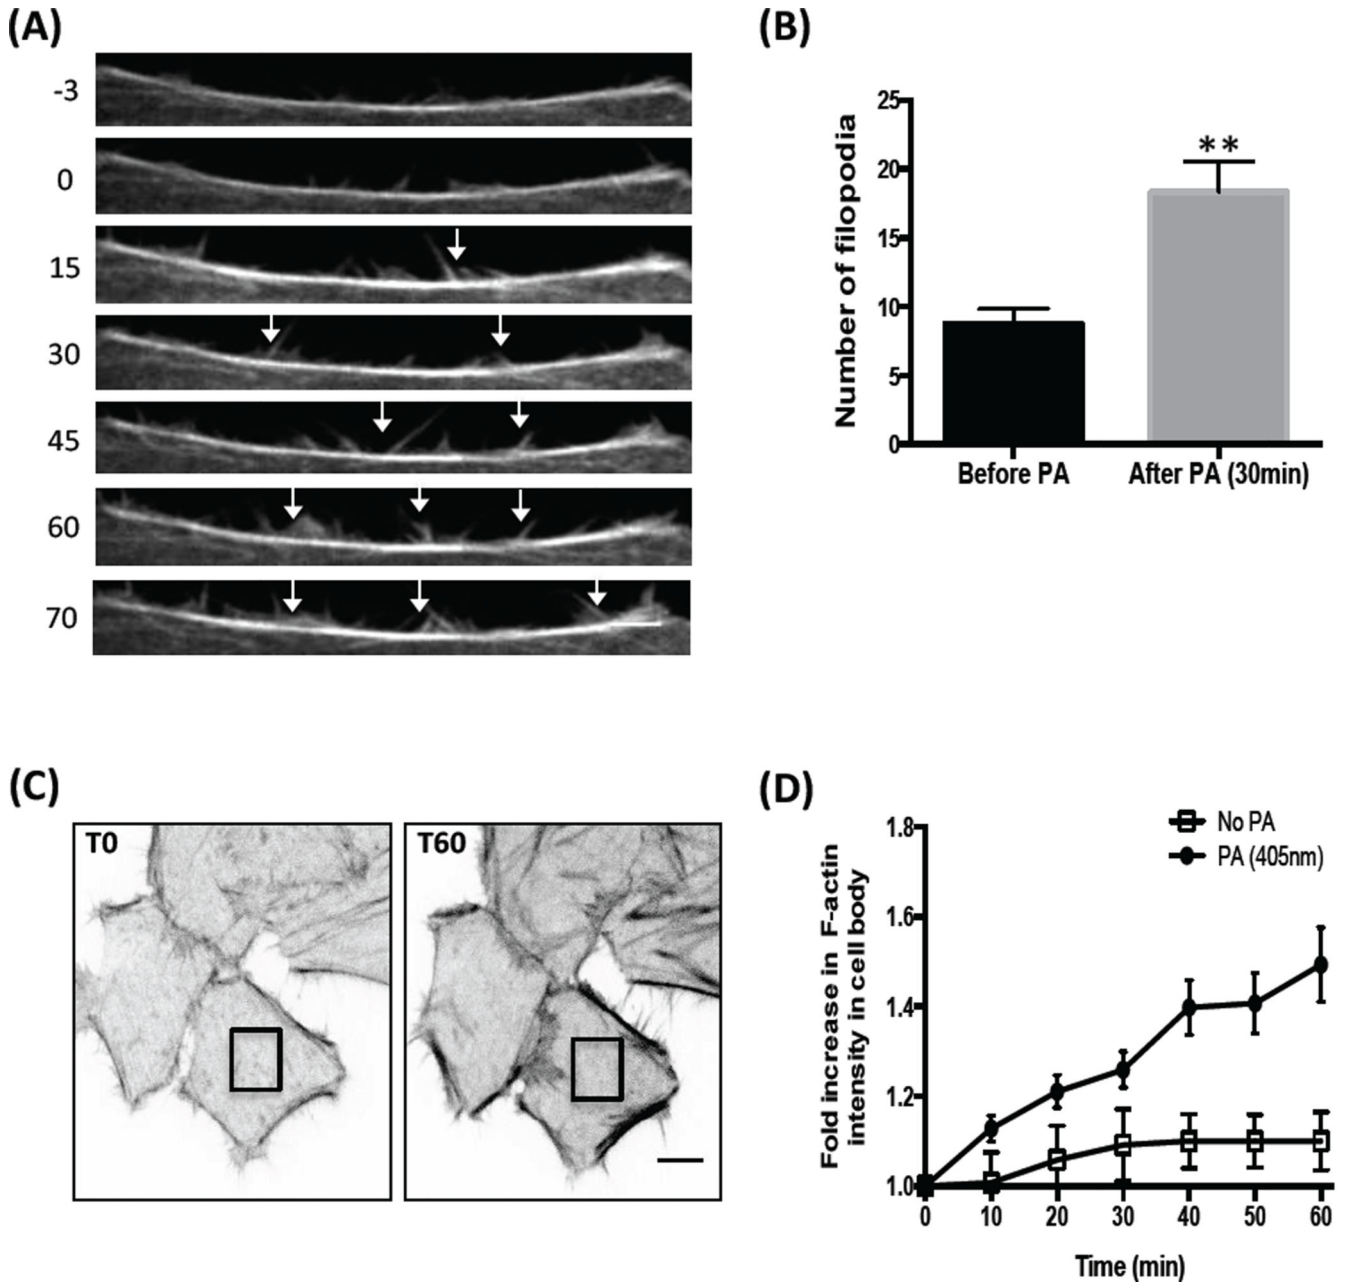 (A)
-3
0
15
30
45
60
70
(B)
Number of filopodia
25
20
15
10
5
0
**
Before PA
After PA (30min)
(C)
T0
T60
(D)
No PA
PA (405nm)
Fold increase in F-actin
intensity in cell body
1.8
1.6
1.4
1.2
1.0
0 10 20 30 40 50 60
Time (min)